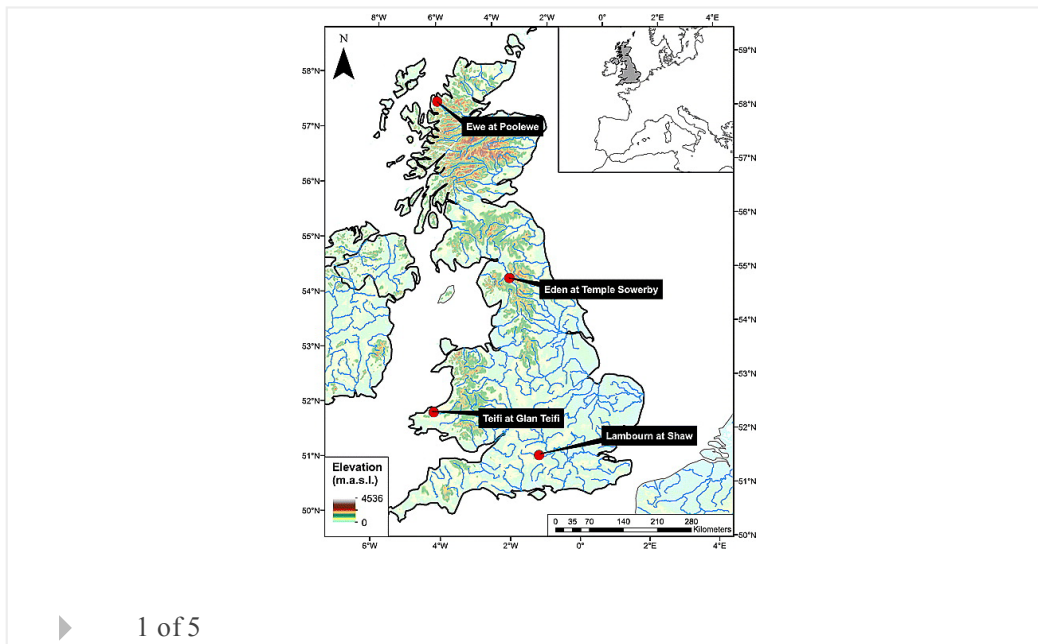 6°W 4°W 2°W 0° 2°E 4°E
N
59°N
58°N
58°N
Ewe at Poolewe
57°N
57°N
56°N
56°N
55°N
55°N
Eden at Temple Sowerby
54°N
54°N
53°N
53°N
52°N
Teifi at Glan Teifi
52°N
Lambourn at Shaw
51°N
51°N
Elevation
(m.a.s.l.)
4536
0
50°N
0 35 70 140 210 280
Kilometers
50°N
6°W 4°W 2°W 0° 2°E 4°E
1 of 5